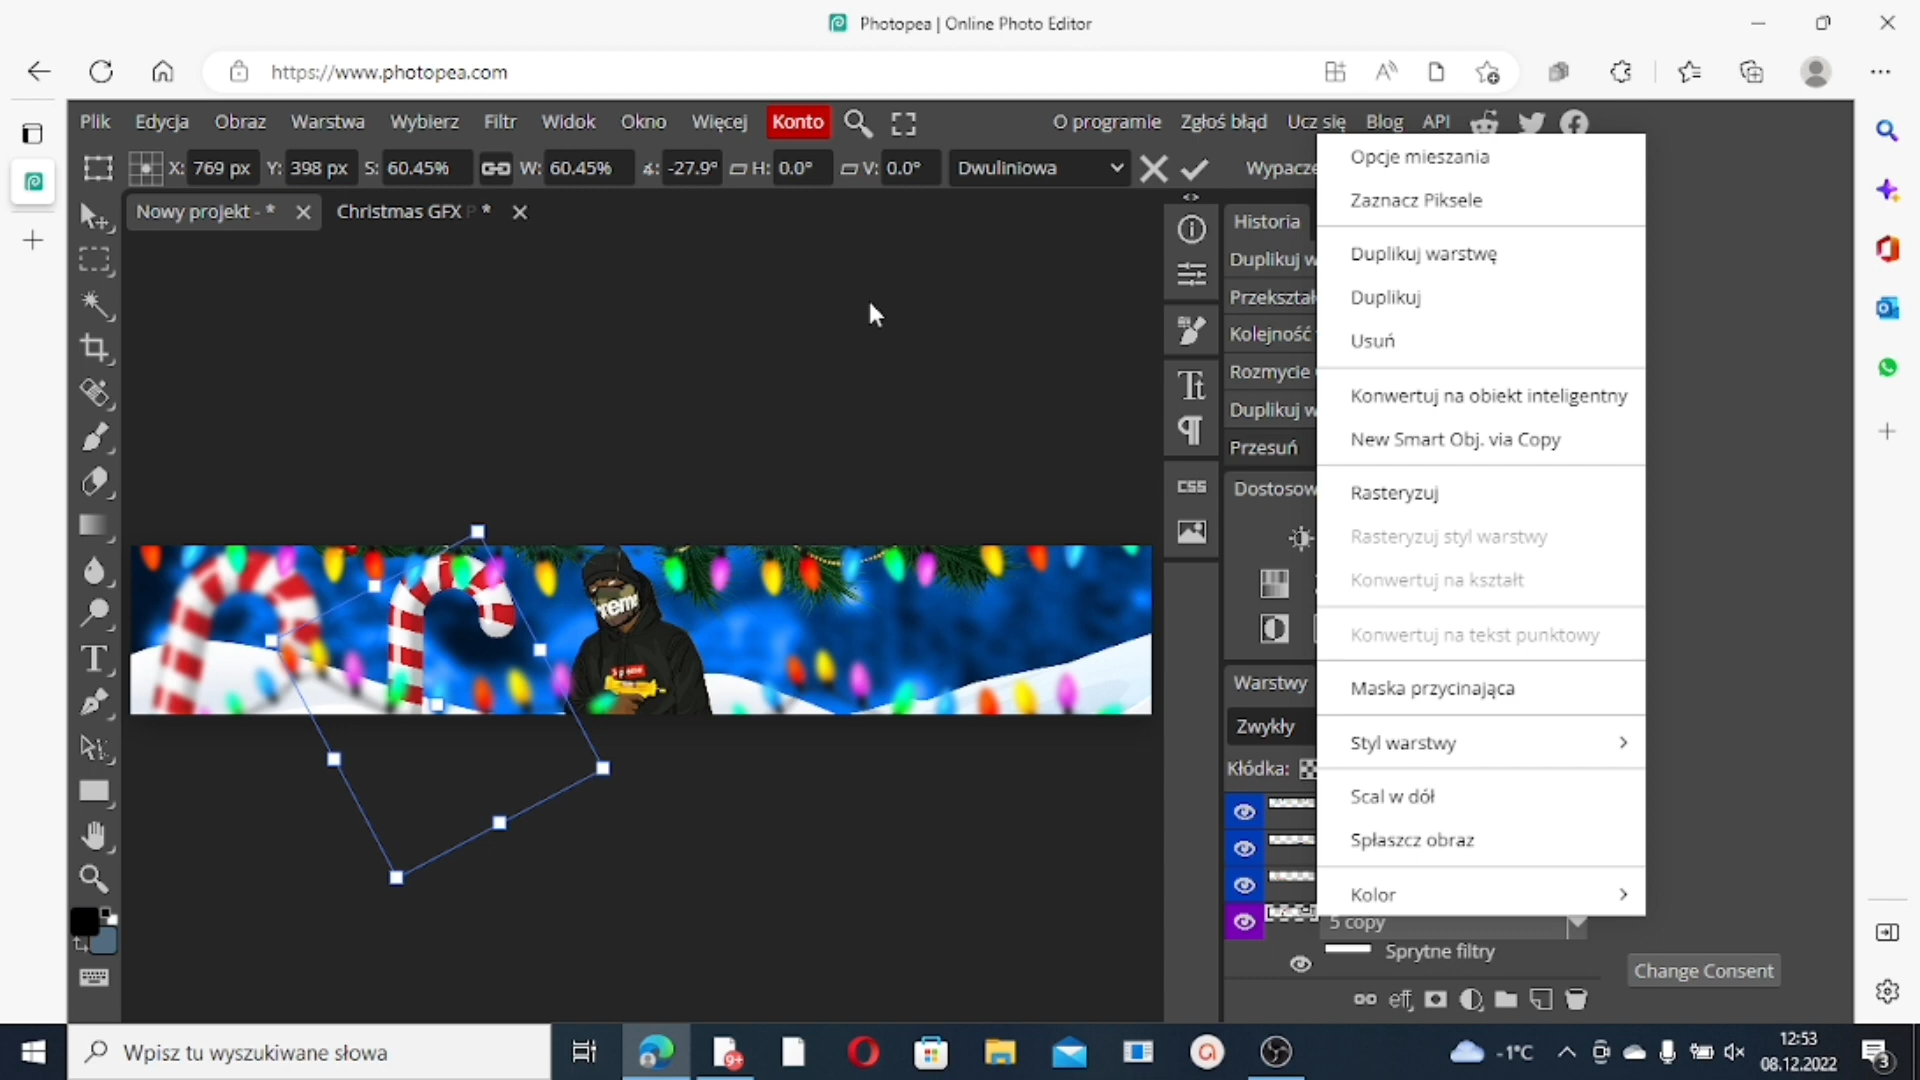 Photopea | Online Photo Editor
https://www.photopea.com
Plik Edycja Obraz Warstwa Wybierz Filtr Widok Okno Więcej Konto O programie Zgłoś błąd Ucz się Blog API
X: 769 px Y: 398 px S: 60.45% W: 60.45% -27.9° H: 0.0° V: 0.0° Dwuliniowa Wypacze
Nowy projekt - * Christmas GFX P *
Historia
Duplikuj w
Przekształ
Kolejność
Rozmycie
Duplikuj w
Przesuń
CSS
Dostosow
Warstwy
Zwykły
Kłódka:
Opcje mieszania
Zaznacz Piksele
Duplikuj warstwę
Duplikuj
Usuń
Konwertuj na obiekt inteligentny
New Smart Obj. via Copy
Rasteryzuj
Rasteryzuj styl warstwy
Konwertuj na kształt
Konwertuj na tekst punktowy
Maska przycinająca
Styl warstwy
Scal w dół
Spłaszcz obraz
Kolor
5 copy
Sprytne filtry
eff
Change Consent
Wpisz tu wyszukiwane słowa
9+
-1°C
12:53
08.12.2022
3